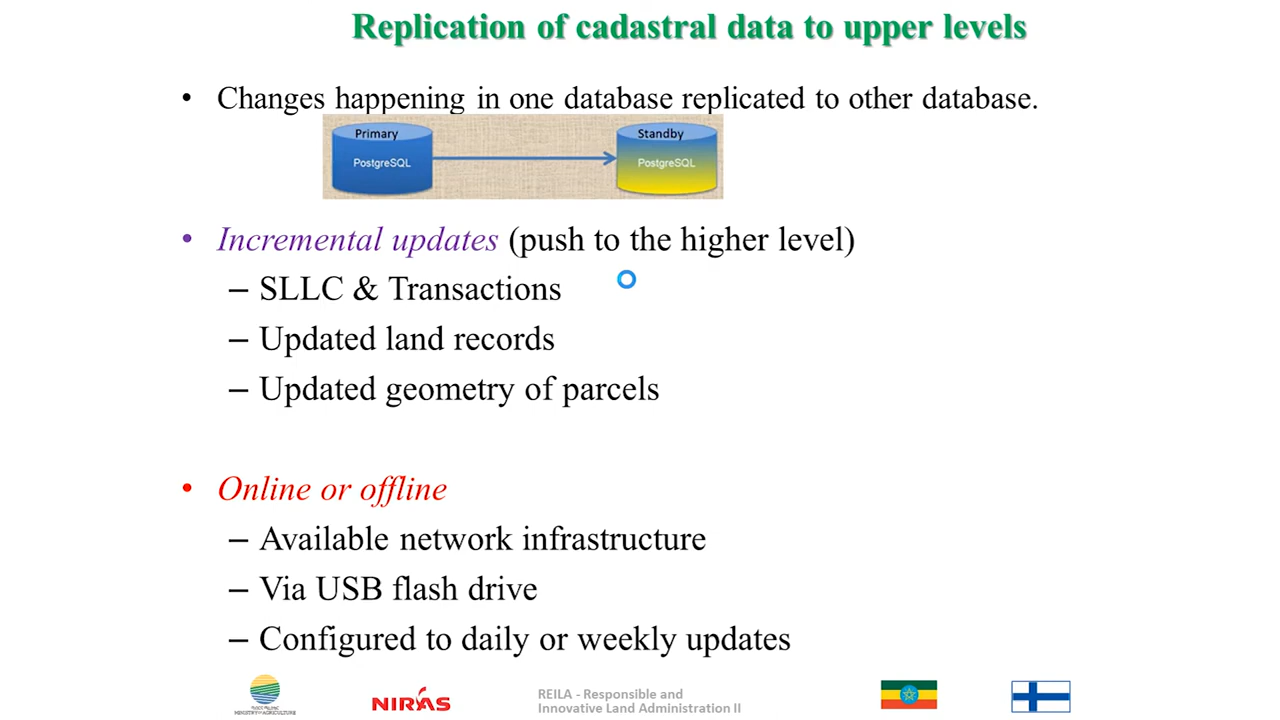 Replication of cadastral data to upper levels
• Changes happening in one database replicated to other database.
Primary
Standby
PostgreSQL
PostgreSQL
• Incremental updates (push to the higher level)
– SLLC & Transactions
– Updated land records
– Updated geometry of parcels
• Online or offline
– Available network infrastructure
– Via USB flash drive
– Configured to daily or weekly updates
MINISTRY OF AGRICULTURE
NIRAS
REILA - Responsible and
Innovative Land Administration II